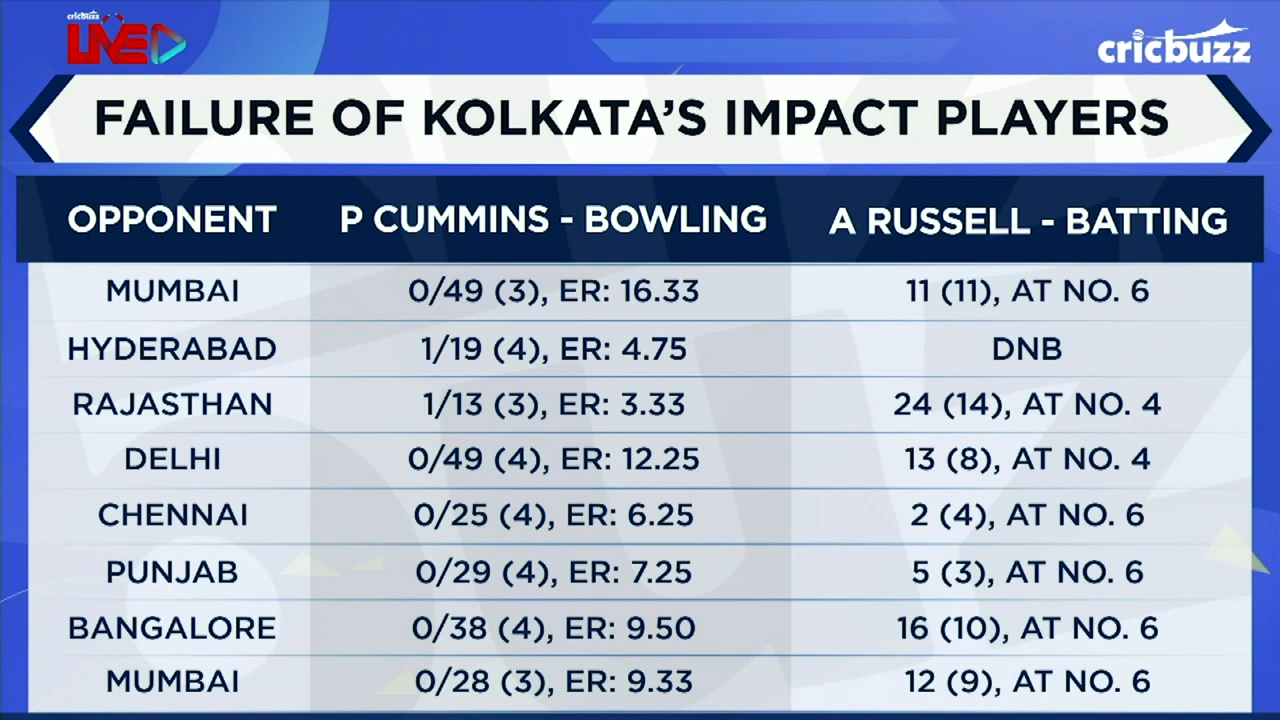 cricbuzz
LIVE
cricbuzz
FAILURE OF KOLKATA'S IMPACT PLAYERS
OPPONENT P CUMMINS - BOWLING A RUSSELL - BATTING
MUMBAI 0/49 (3), ER: 16.33 11 (11), AT NO. 6
HYDERABAD 1/19 (4), ER: 4.75 DNB
RAJASTHAN 1/13 (3), ER: 3.33 24 (14), AT NO. 4
DELHI 0/49 (4), ER: 12.25 13 (8), AT NO. 4
CHENNAI 0/25 (4), ER: 6.25 2 (4), AT NO. 6
PUNJAB 0/29 (4), ER: 7.25 5 (3), AT NO. 6
BANGALORE 0/38 (4), ER: 9.50 16 (10), AT NO. 6
MUMBAI 0/28 (3), ER: 9.33 12 (9), AT NO. 6